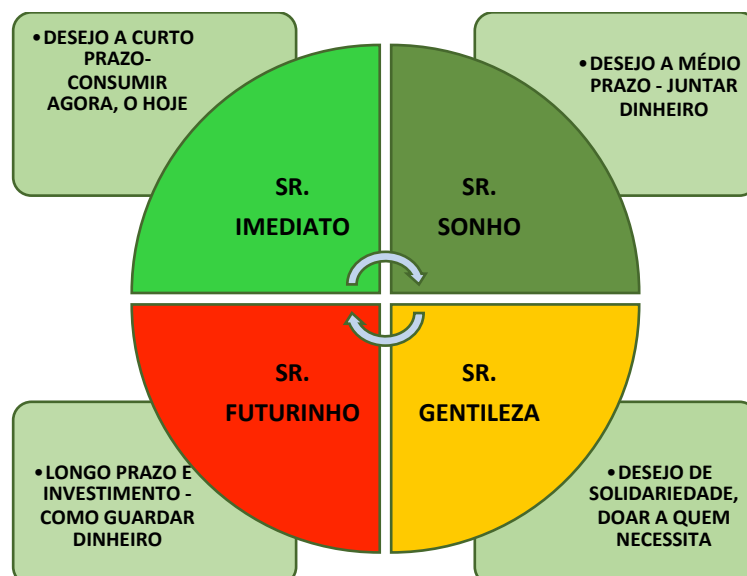 •DESEJO A CURTO
PRAZO-
CONSUMIR
AGORA, O HOJE
•DESEJO A MÉDIO
PRAZO - JUNTAR
DINHEIRO
SR.
IMEDIATO
SR.
SONHO
SR.
FUTURINHO
SR.
GENTILEZA
•LONGO PRAZO E
INVESTIMENTO -
COMO GUARDAR
DINHEIRO
•DESEJO DE
SOLIDARIEDADE,
DOAR A QUEM
NECESSITA